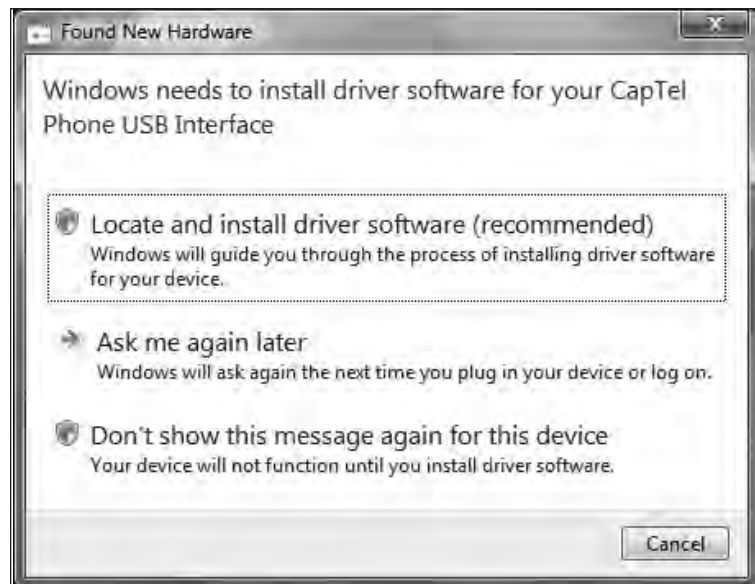 Found New Hardware
Windows needs to install driver software for your CapTel
Phone USB Interface
Locate and install driver software (recommended)
Windows will guide you through the process of installing driver software
for your device.
Ask me again later
Windows will ask again the next time you plug in your device or log on.
Don't show this message again for this device
Your device will not function until you install driver software.
Cancel